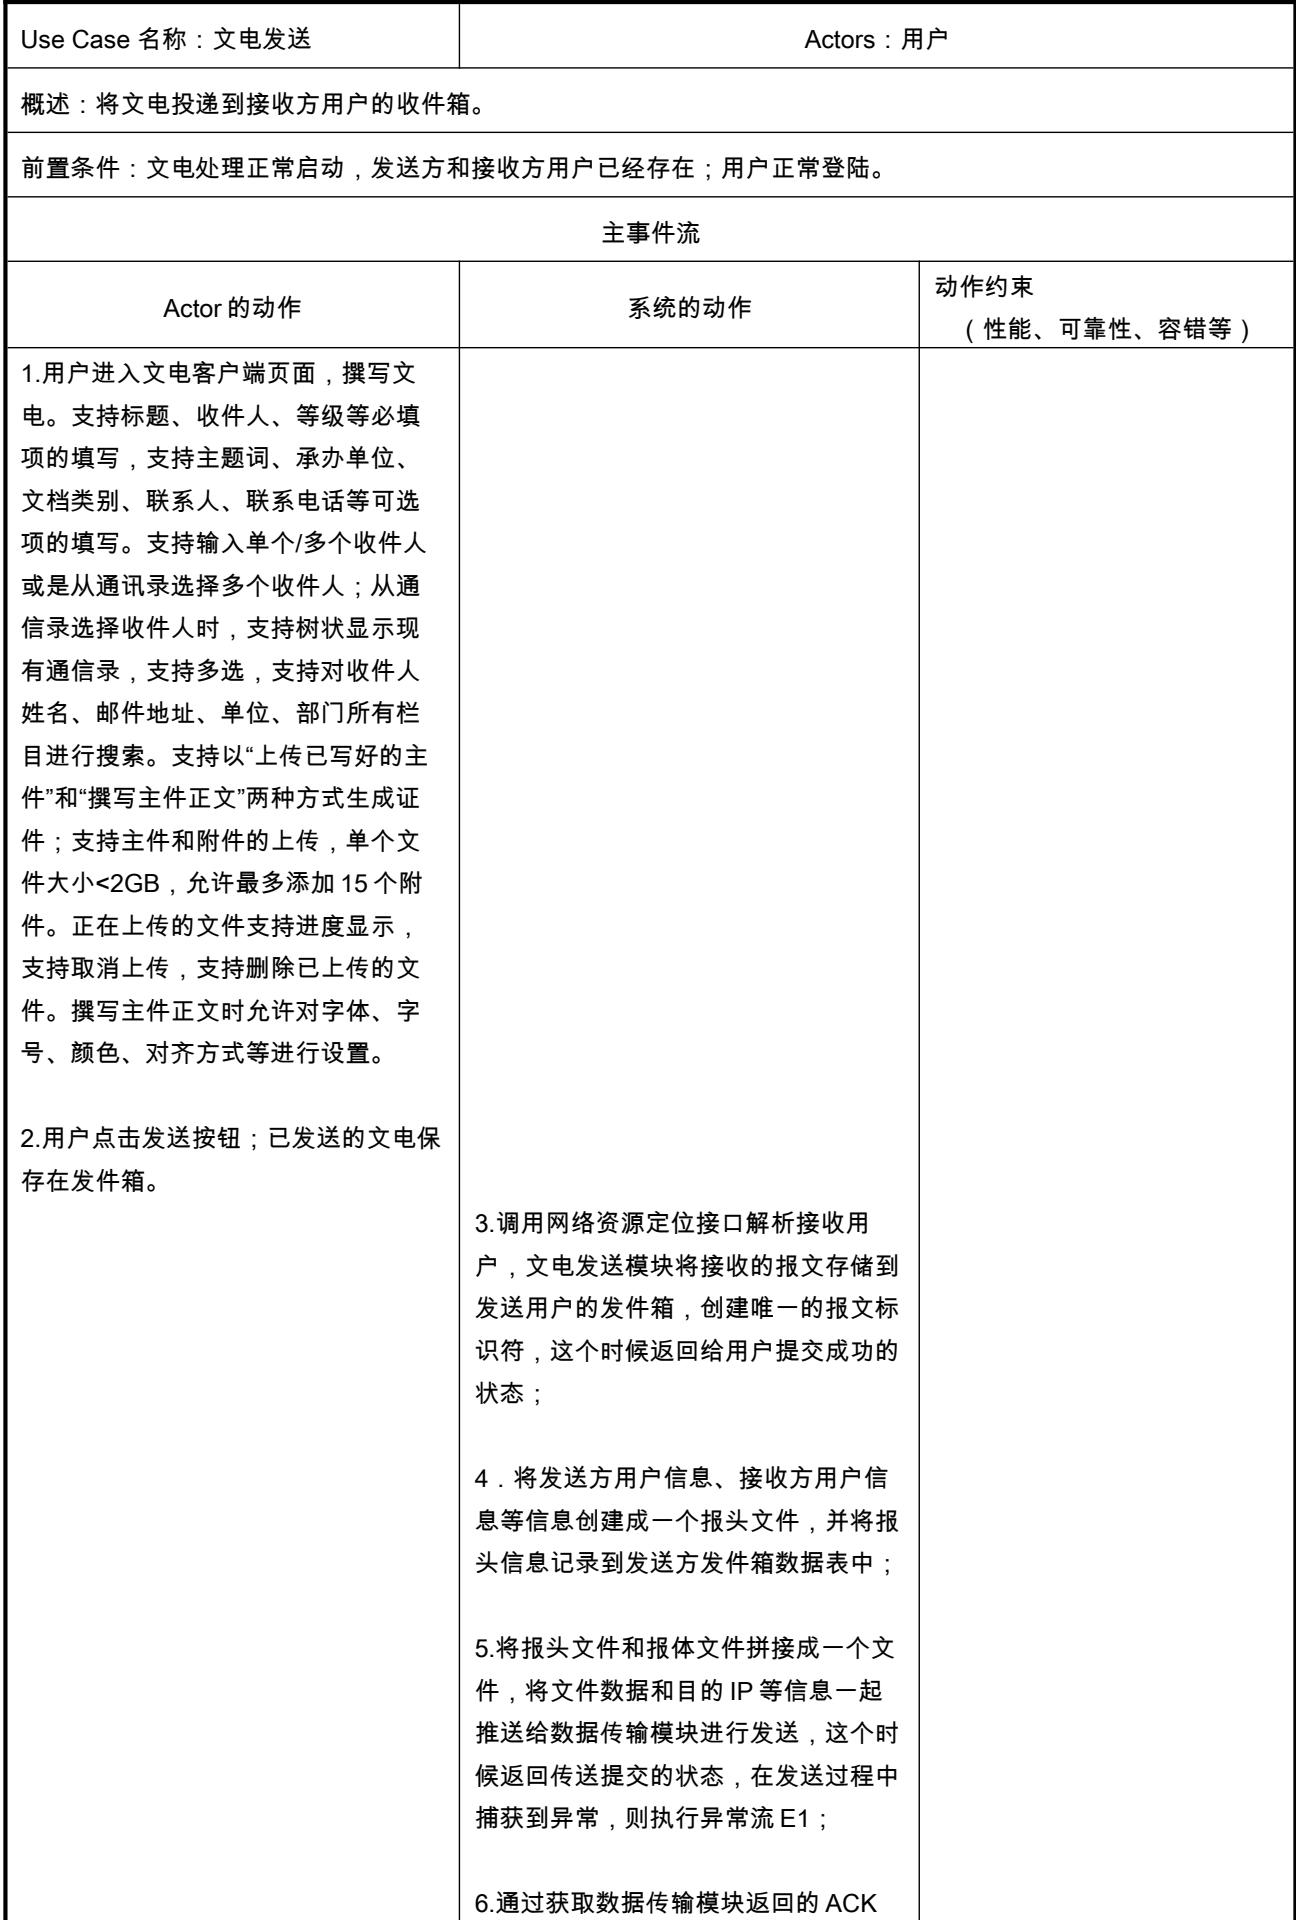 Use Case 名称：文电发送
Actors：用户
概述：将文电投递到接收方用户的收件箱。
前置条件：文电处理正常启动，发送方和接收方用户已经存在；用户正常登陆。
主事件流
Actor 的动作
系统的动作
动作约束
（性能、可靠性、容错等）
1.用户进入文电客户端页面，撰写文
电。支持标题、收件人、等级等必填
项的填写，支持主题词、承办单位、
文档类别、联系人、联系电话等可选
项的填写。支持输入单个/多个收件人
或是从通讯录选择多个收件人；从通
信录选择收件人时，支持树状显示现
有通信录，支持多选，支持对收件人
姓名、邮件地址、单位、部门所有栏
目进行搜索。支持以“上传已写好的主
件”和“撰写主件正文”两种方式生成证
件；支持主件和附件的上传，单个文
件大小<2GB，允许最多添加 15 个附
件。正在上传的文件支持进度显示，
支持取消上传，支持删除已上传的文
件。撰写主件正文时允许对字体、字
号、颜色、对齐方式等进行设置。
2.用户点击发送按钮；已发送的文电保
存在发件箱。
3.调用网络资源定位接口解析接收用
户，文电发送模块将接收的报文存储到
发送用户的发件箱，创建唯一的报文标
识符，这个时候返回给用户提交成功的
状态；
4．将发送方用户信息、接收方用户信
息等信息创建成一个报头文件，并将报
头信息记录到发送方发件箱数据表中；
5.将报头文件和报体文件拼接成一个文
件，将文件数据和目的 IP 等信息一起
推送给数据传输模块进行发送，这个时
候返回传送提交的状态，在发送过程中
捕获到异常，则执行异常流 E1；
6.通过获取数据传输模块返回的 ACK